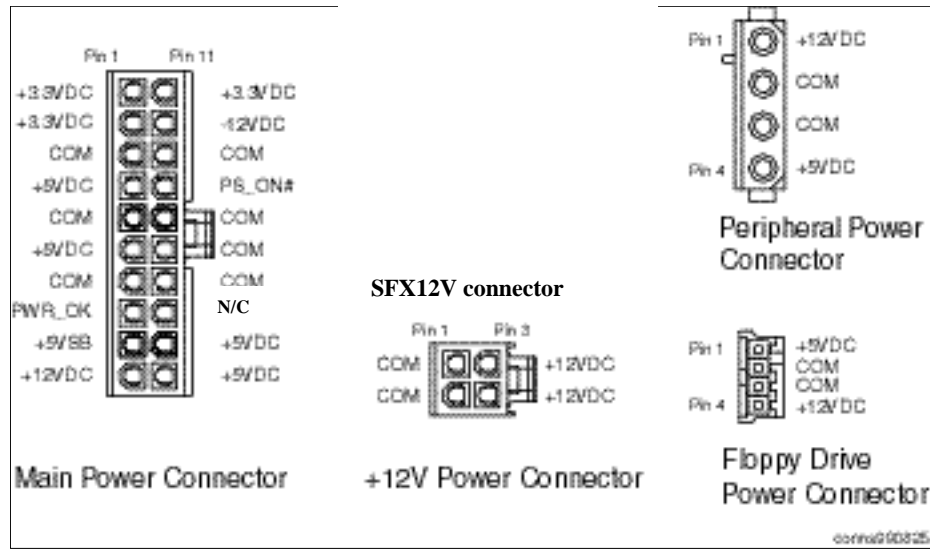 Pin 1 Pin 11
+3.3VDC +3.3VDC
+3.3VDC -12VDC
COM COM
+5VDC PS_ON#
COM COM
+5VDC COM
COM COM
PWR_OK N/C
+5VSB +5VDC
+12VDC +5VDC
Main Power Connector
SFX12V connector
Pin 1 Pin 3
COM +12VDC
COM +12VDC
+12V Power Connector
Pin 1 +12VDC
COM
COM
Pin 4 +5VDC
Peripheral Power
Connector
Pin 1 +5VDC
COM
COM
Pin 4 +12VDC
Floppy Drive
Power Connector